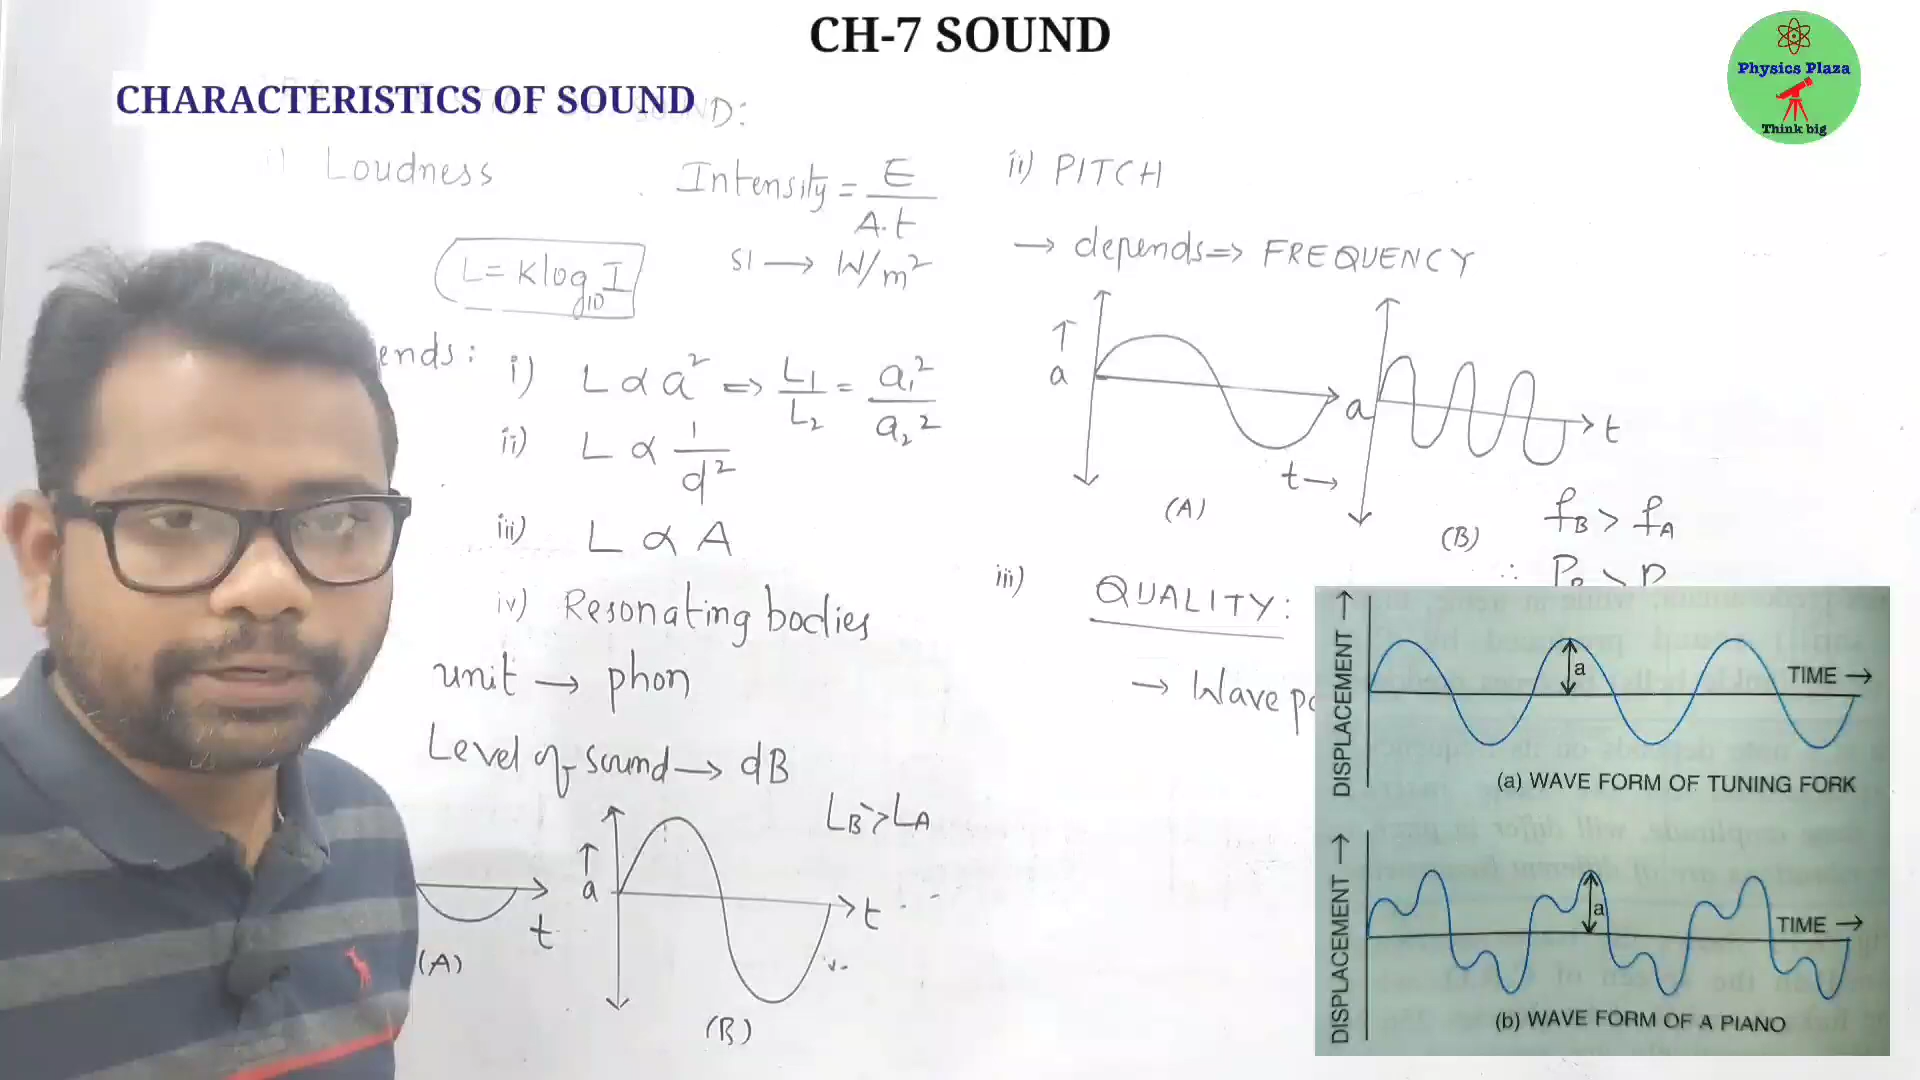 CH-7 SOUND
Physics Plaza
Think big
CHARACTERISTICS OF SOUND
D:
i) Loudness
Intensity = E / A.t
SI → W/m²
L = K log₁₀ I
ends:
i) L ∝ a² ⇒ L₁/L₂ = a₁²/a₂²
ii) L ∝ 1/d²
iii) L ∝ A
iv) Resonating bodies
unit → phon
Level of sound → dB
L_B > L_A
t
(A)
↑
a
t
(B)
ii) PITCH
→ depends ⇒ FREQUENCY
↑
a
t →
(A)
a
t
(B)
f_B > f_A
∴
iii) QUALITY:
→ Wave
DISPLACEMENT →
a
TIME →
(a) WAVE FORM OF TUNING FORK
DISPLACEMENT →
a
TIME →
(b) WAVE FORM OF A PIANO